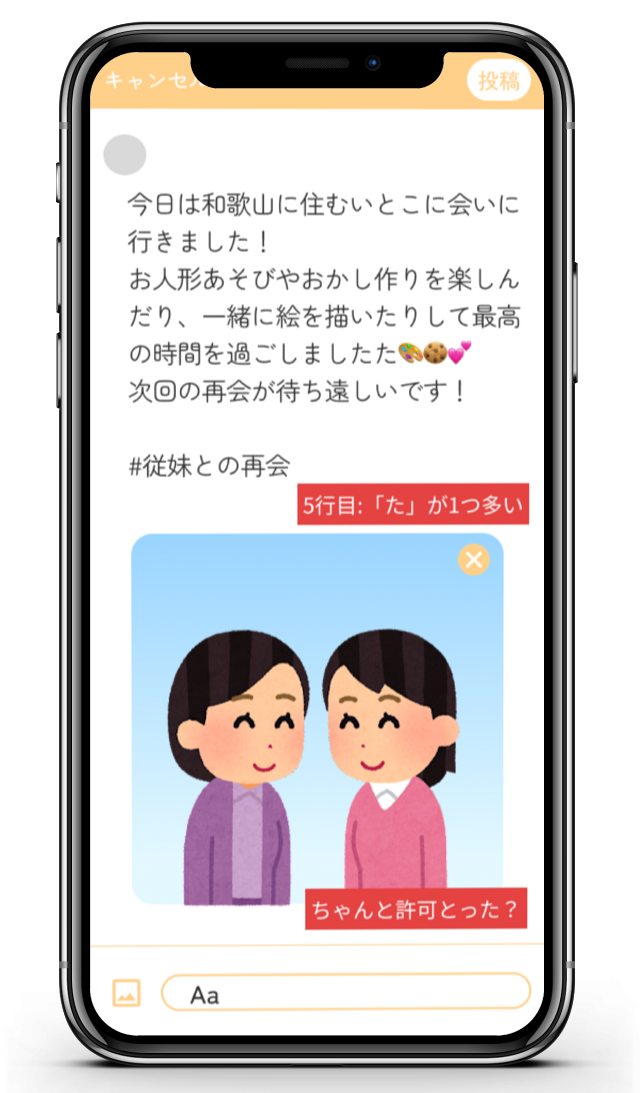 キャンセル
投稿
今日は和歌山に住むいとこに会いに
行きました！
お人形あそびやおかし作りを楽しん
だり、一緒に絵を描いたりして最高
の時間を過ごしましたた🎨🍪💕
次回の再会が待ち遠しいです！
#従妹との再会
5行目:「た」が1つ多い
ちゃんと許可とった？
Aa